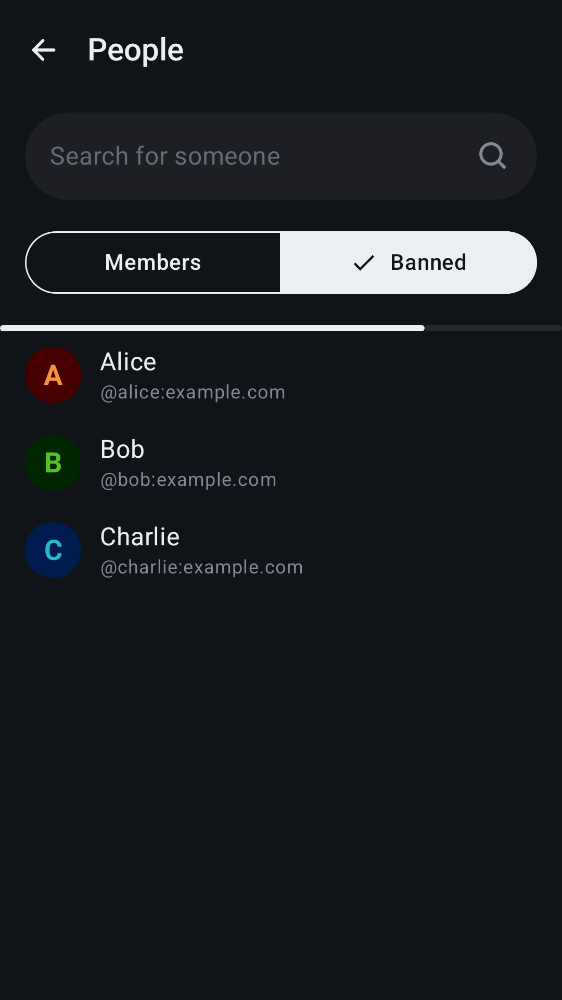 People
Search for someone
Members
Banned
A
Alice
@alice:example.com
B
Bob
@bob:example.com
C
Charlie
@charlie:example.com